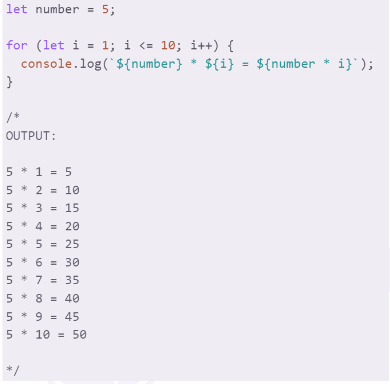 let number = 5;
for (let i = 1; i <= 10; i++) {
console.log(`${number} * ${i} = ${number * i}`);
}
/*
OUTPUT:
5 * 1 = 5
5 * 2 = 10
5 * 3 = 15
5 * 4 = 20
5 * 5 = 25
5 * 6 = 30
5 * 7 = 35
5 * 8 = 40
5 * 9 = 45
5 * 10 = 50
*/